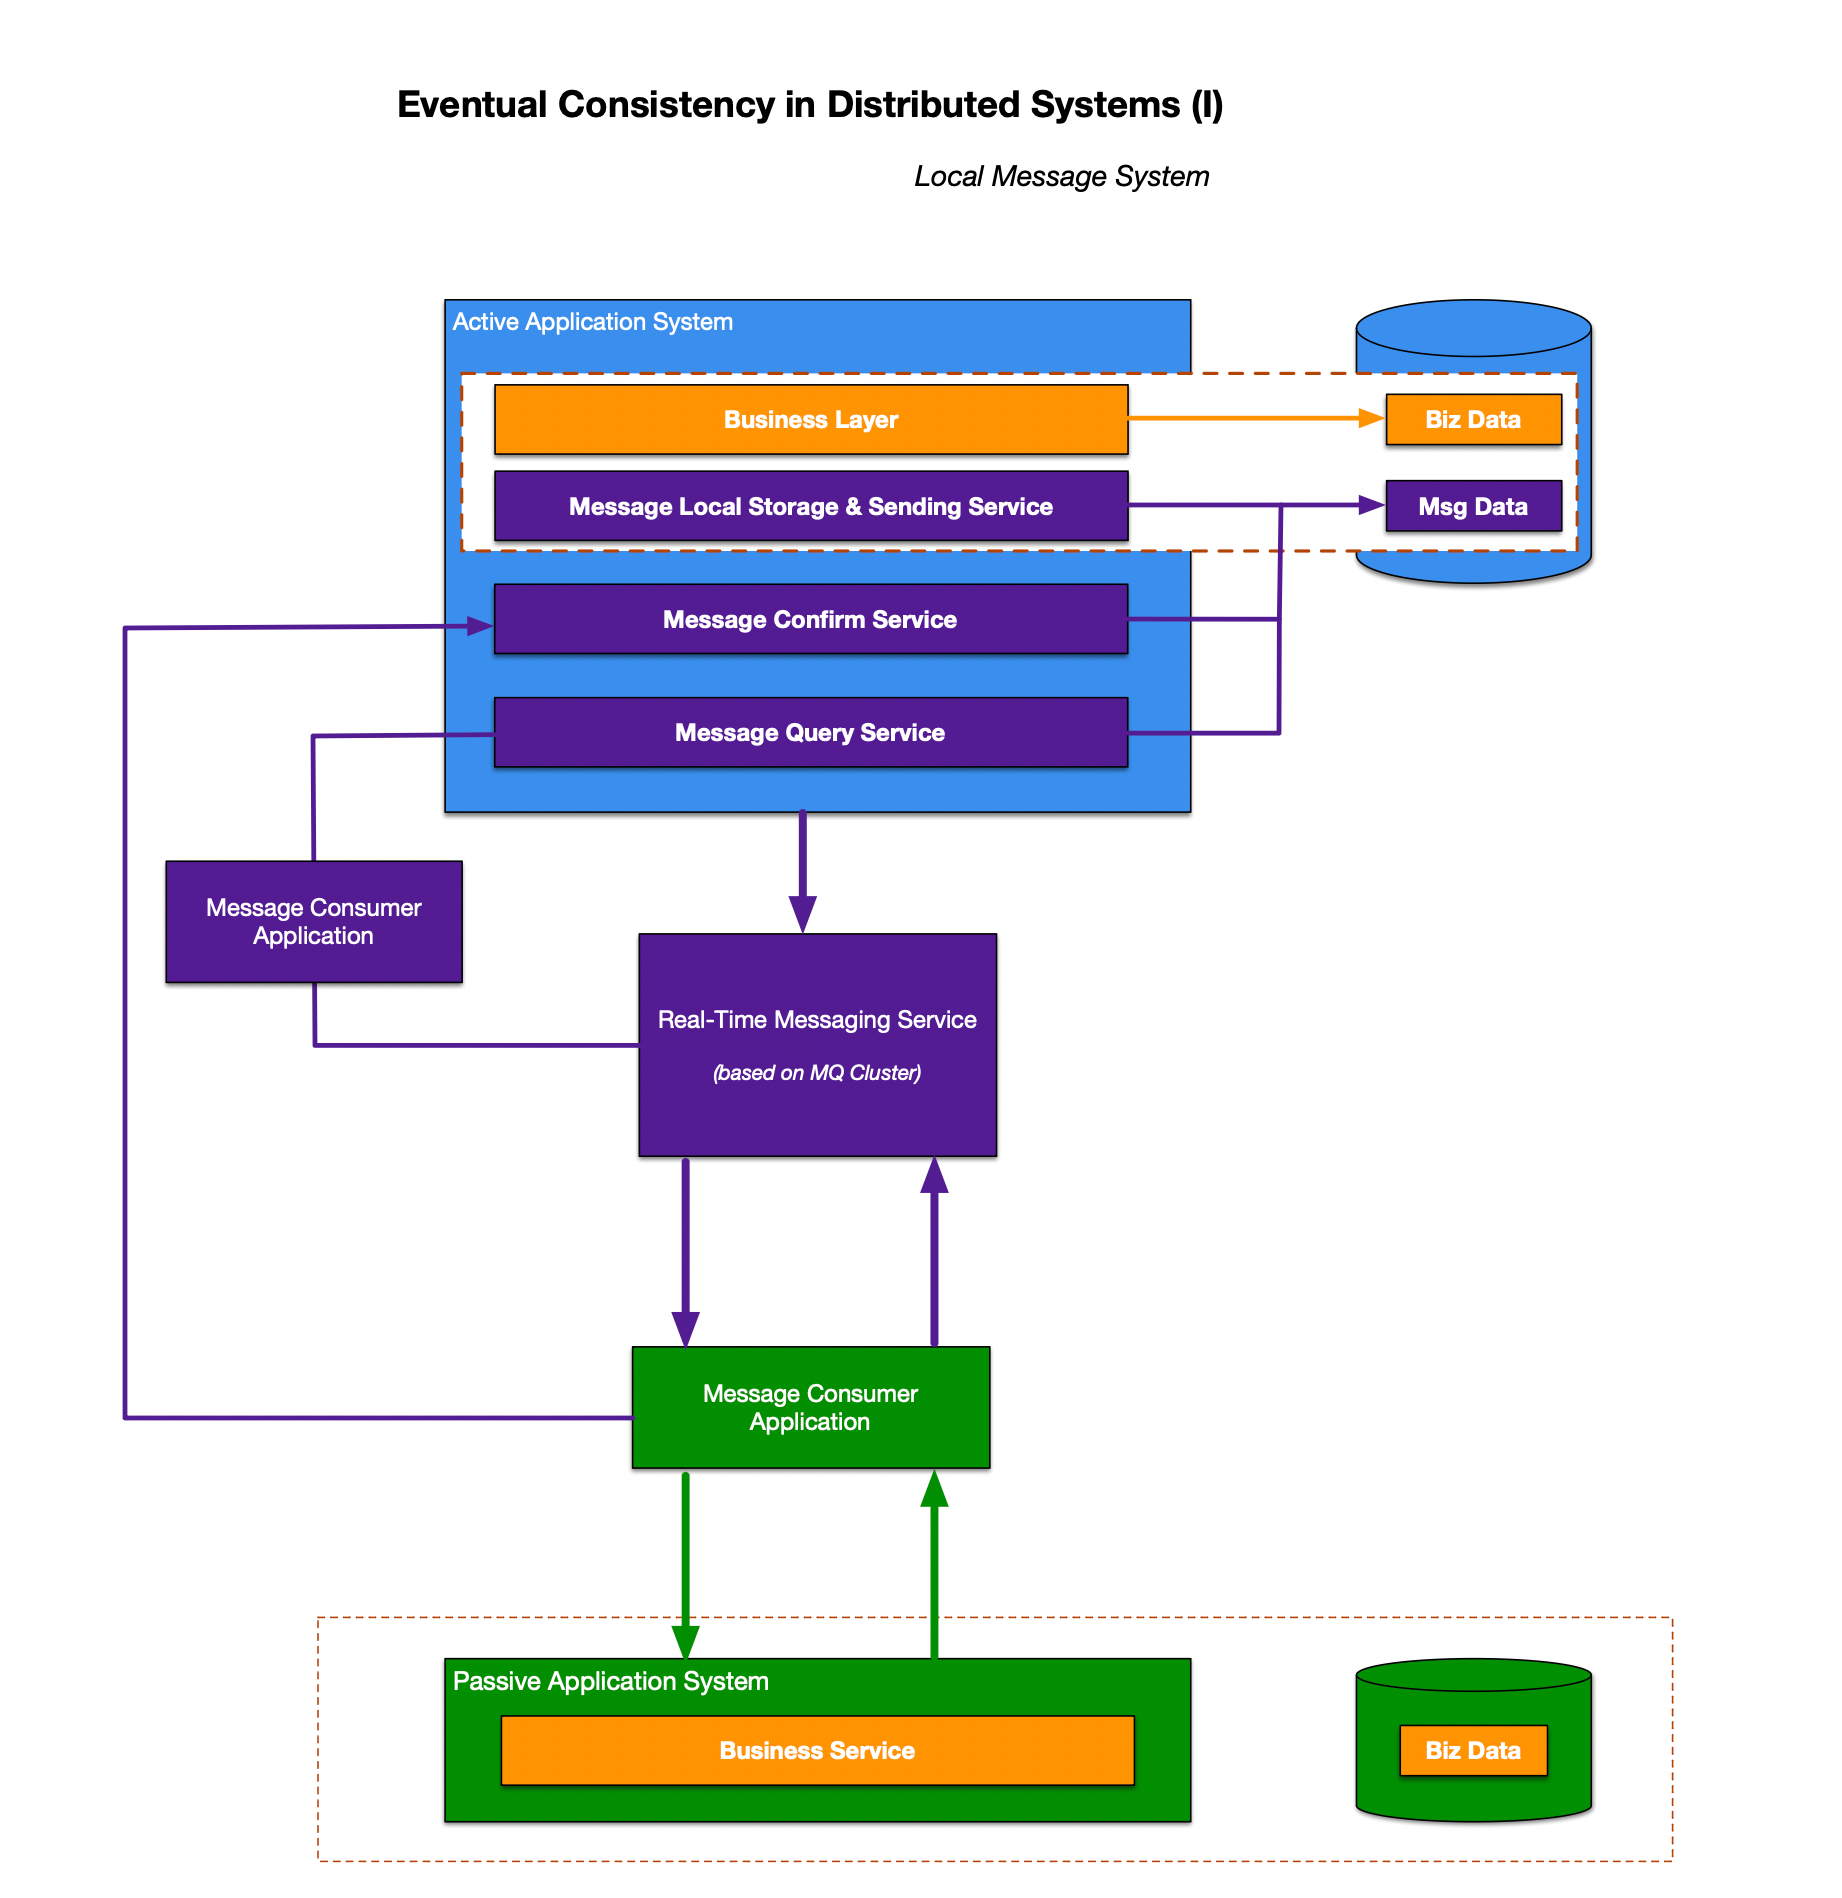 Eventual Consistency in Distributed Systems (I)
Local Message System
Active Application System
Business Layer
Biz Data
Message Local Storage & Sending Service
Msg Data
Message Confirm Service
Message Query Service
Message Consumer
Application
Real-Time Messaging Service
(based on MQ Cluster)
Message Consumer
Application
Passive Application System
Business Service
Biz Data